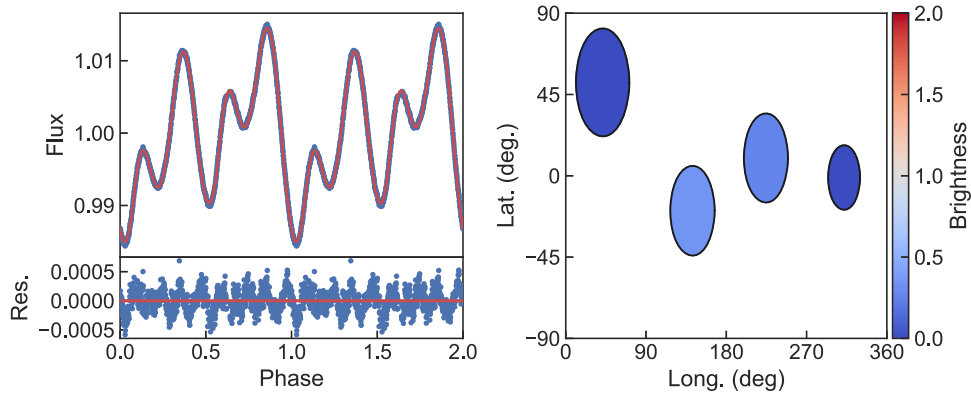 1.01
1.00
0.99
Flux
0.0005
0.0000
−0.0005
Res.
0.0 0.5 1.0 1.5 2.0
Phase
90
45
0
−45
−90
Lat. (deg.)
0 90 180 270 360
Long. (deg)
2.0
1.5
1.0
0.5
0.0
Brightness